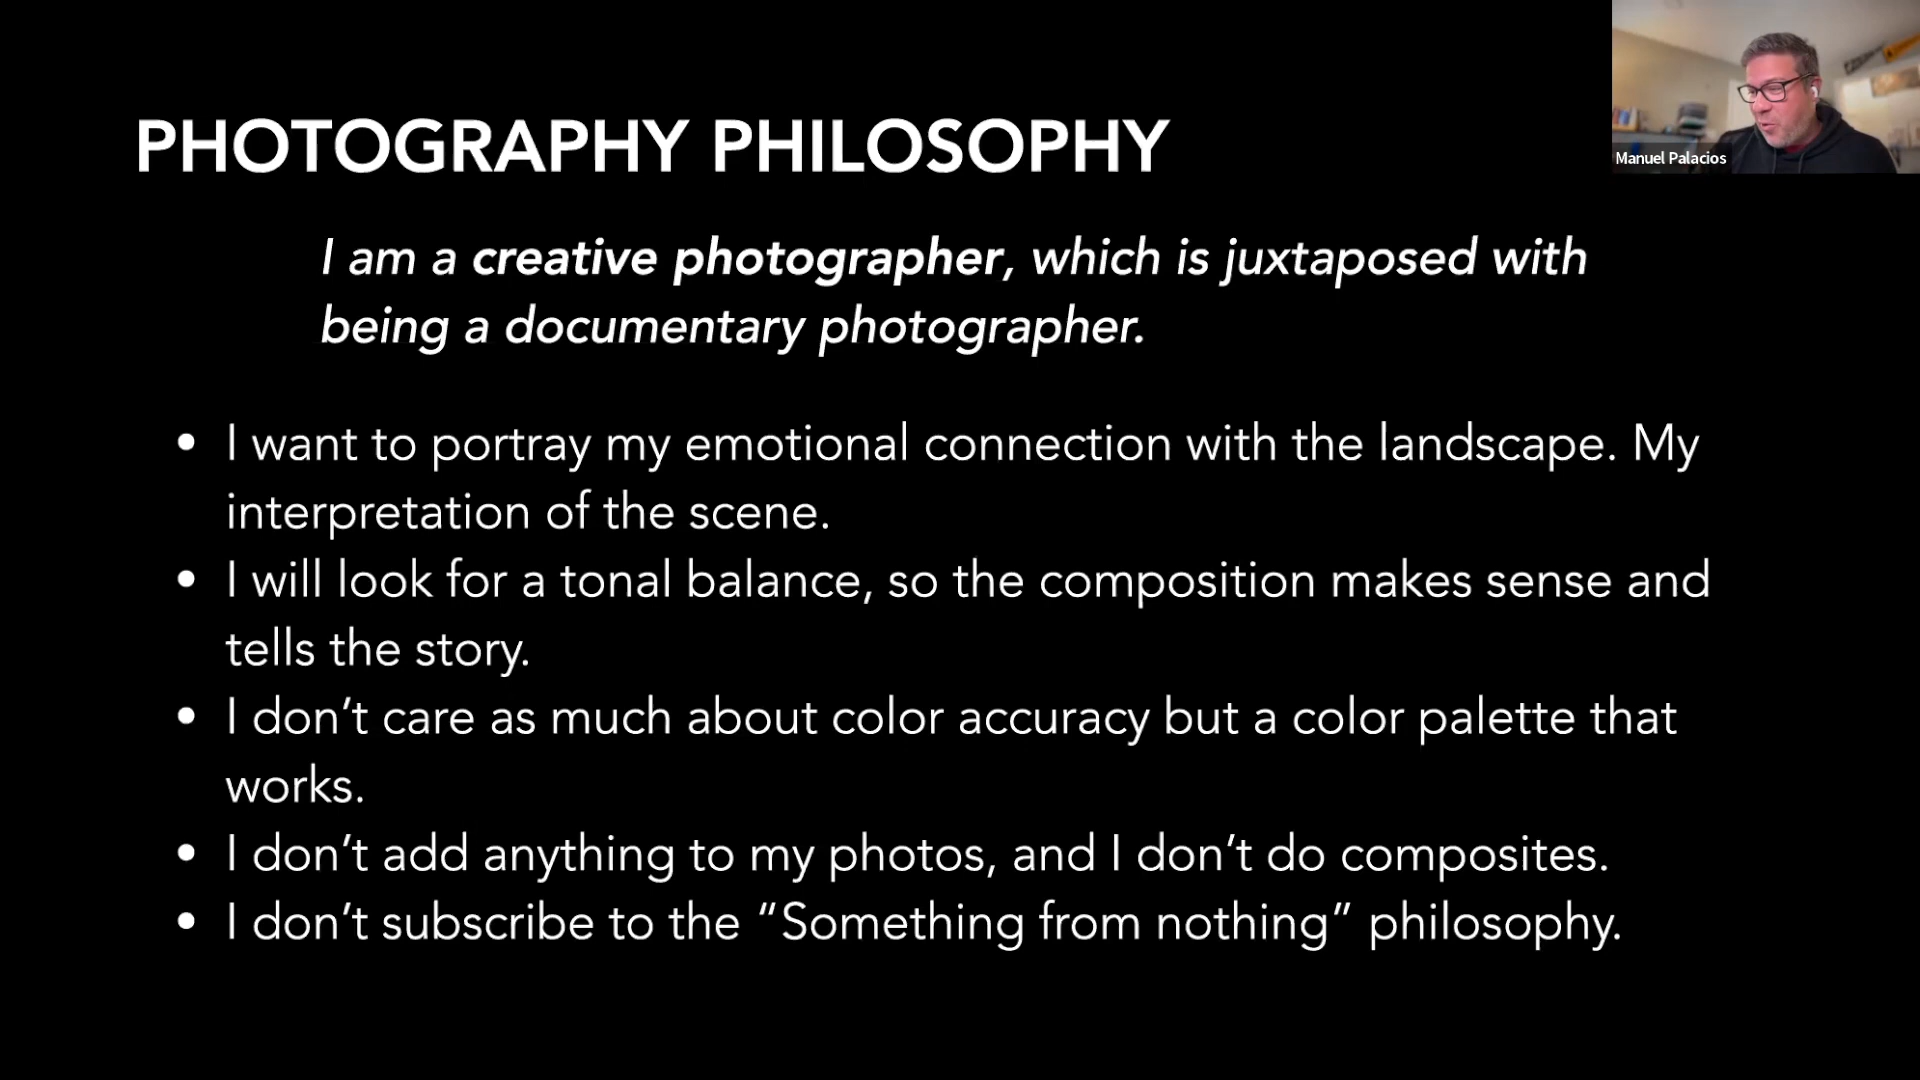 PHOTOGRAPHY PHILOSOPHY
Manuel Palacios
I am a creative photographer, which is juxtaposed with
being a documentary photographer.
• I want to portray my emotional connection with the landscape. My
interpretation of the scene.
• I will look for a tonal balance, so the composition makes sense and
tells the story.
• I don’t care as much about color accuracy but a color palette that
works.
• I don’t add anything to my photos, and I don’t do composites.
• I don’t subscribe to the “Something from nothing” philosophy.